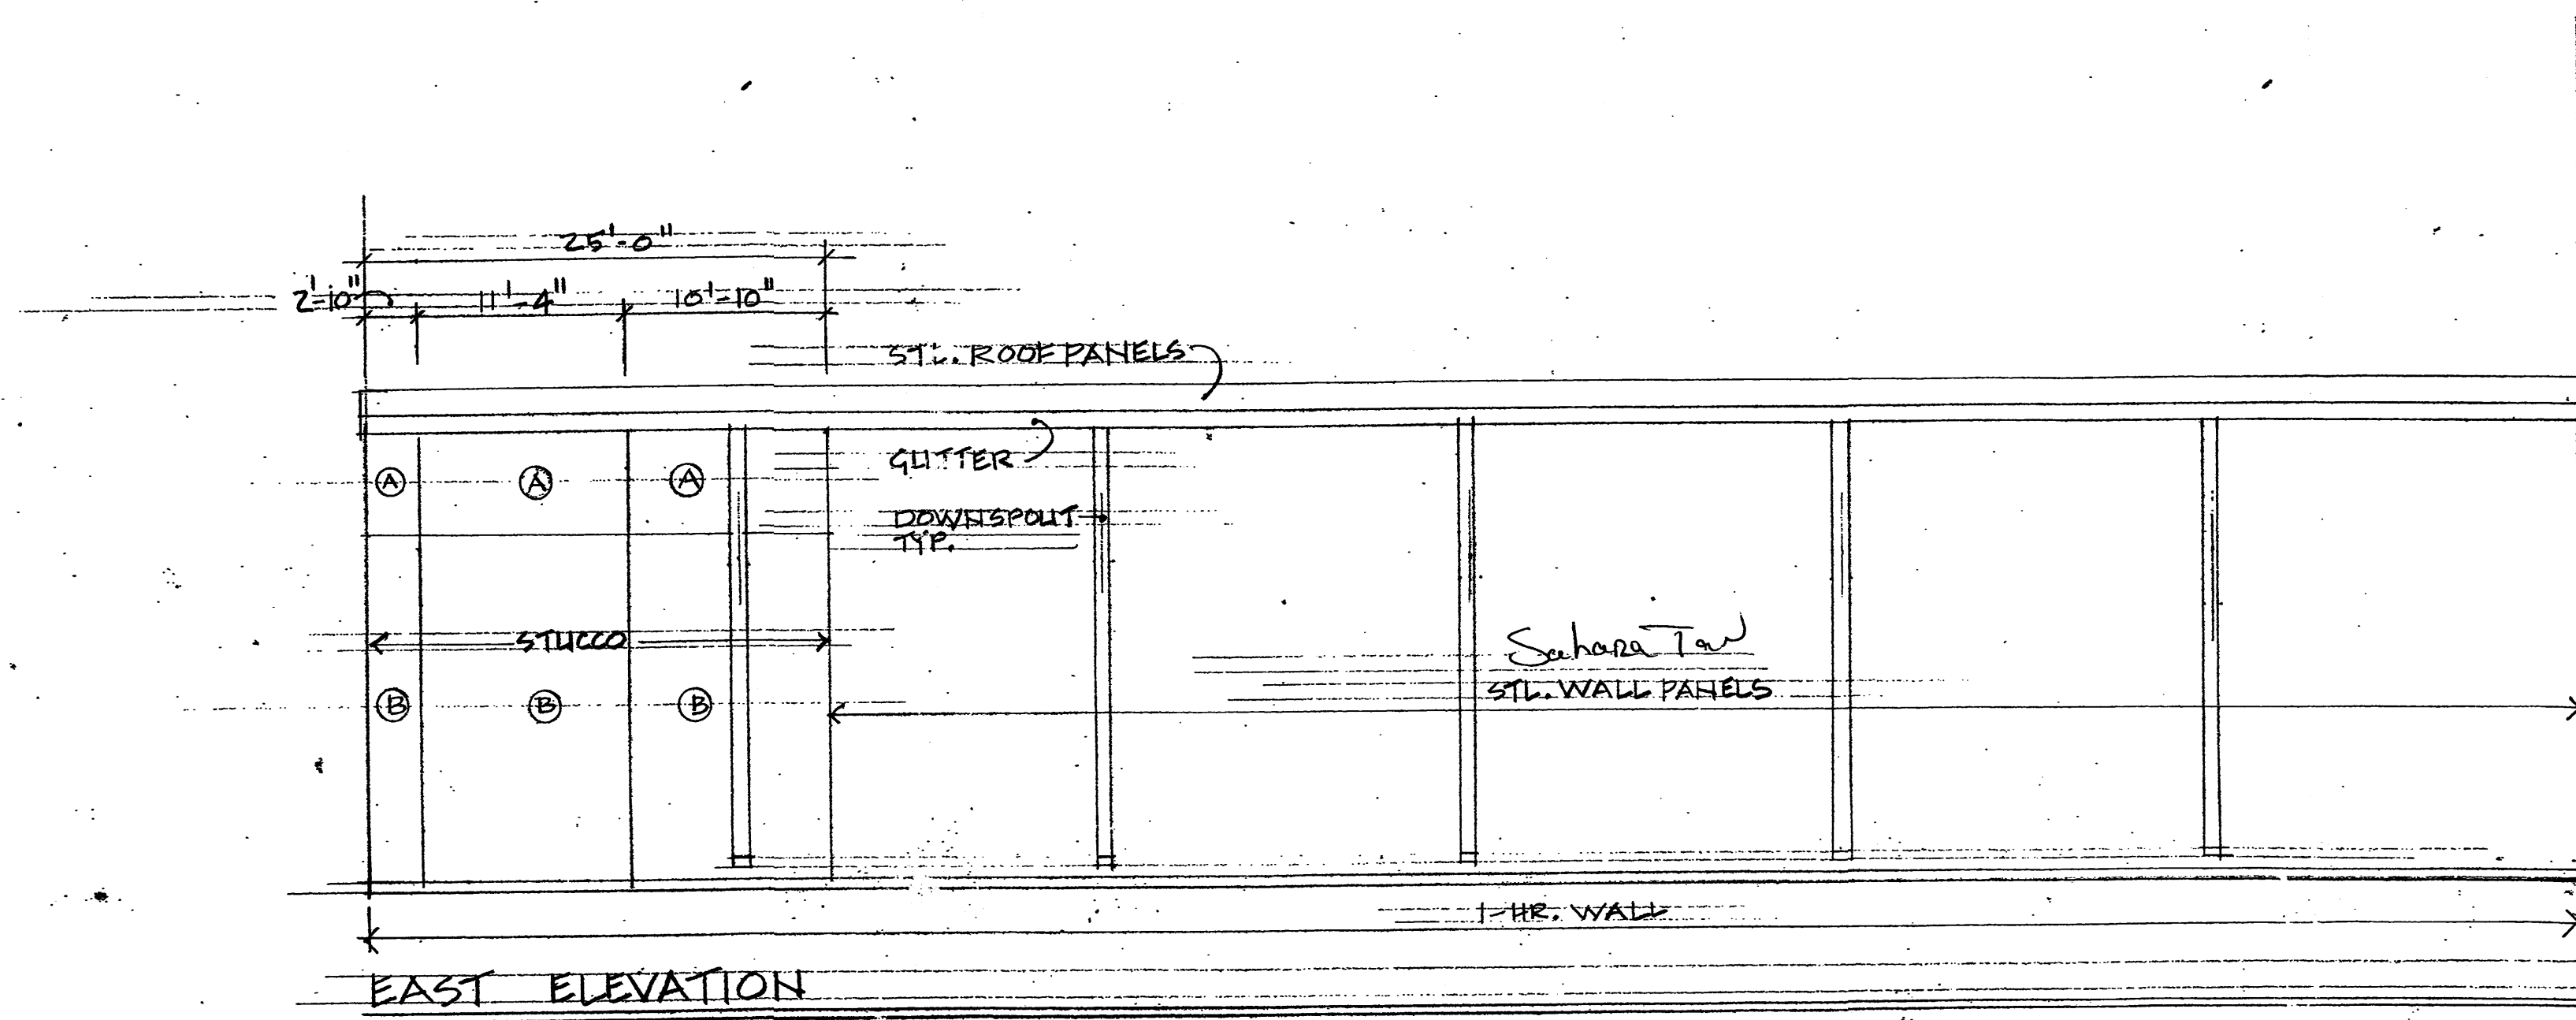 25'-0"
2'-10" 11'-4" 10'-10"
STL. ROOF PANELS
GUTTER
A A A
DOWNSPOUT
TYP.
STUCCO
Sahara Tan
STL. WALL PANELS
B B B
1-HR. WALL
EAST ELEVATION